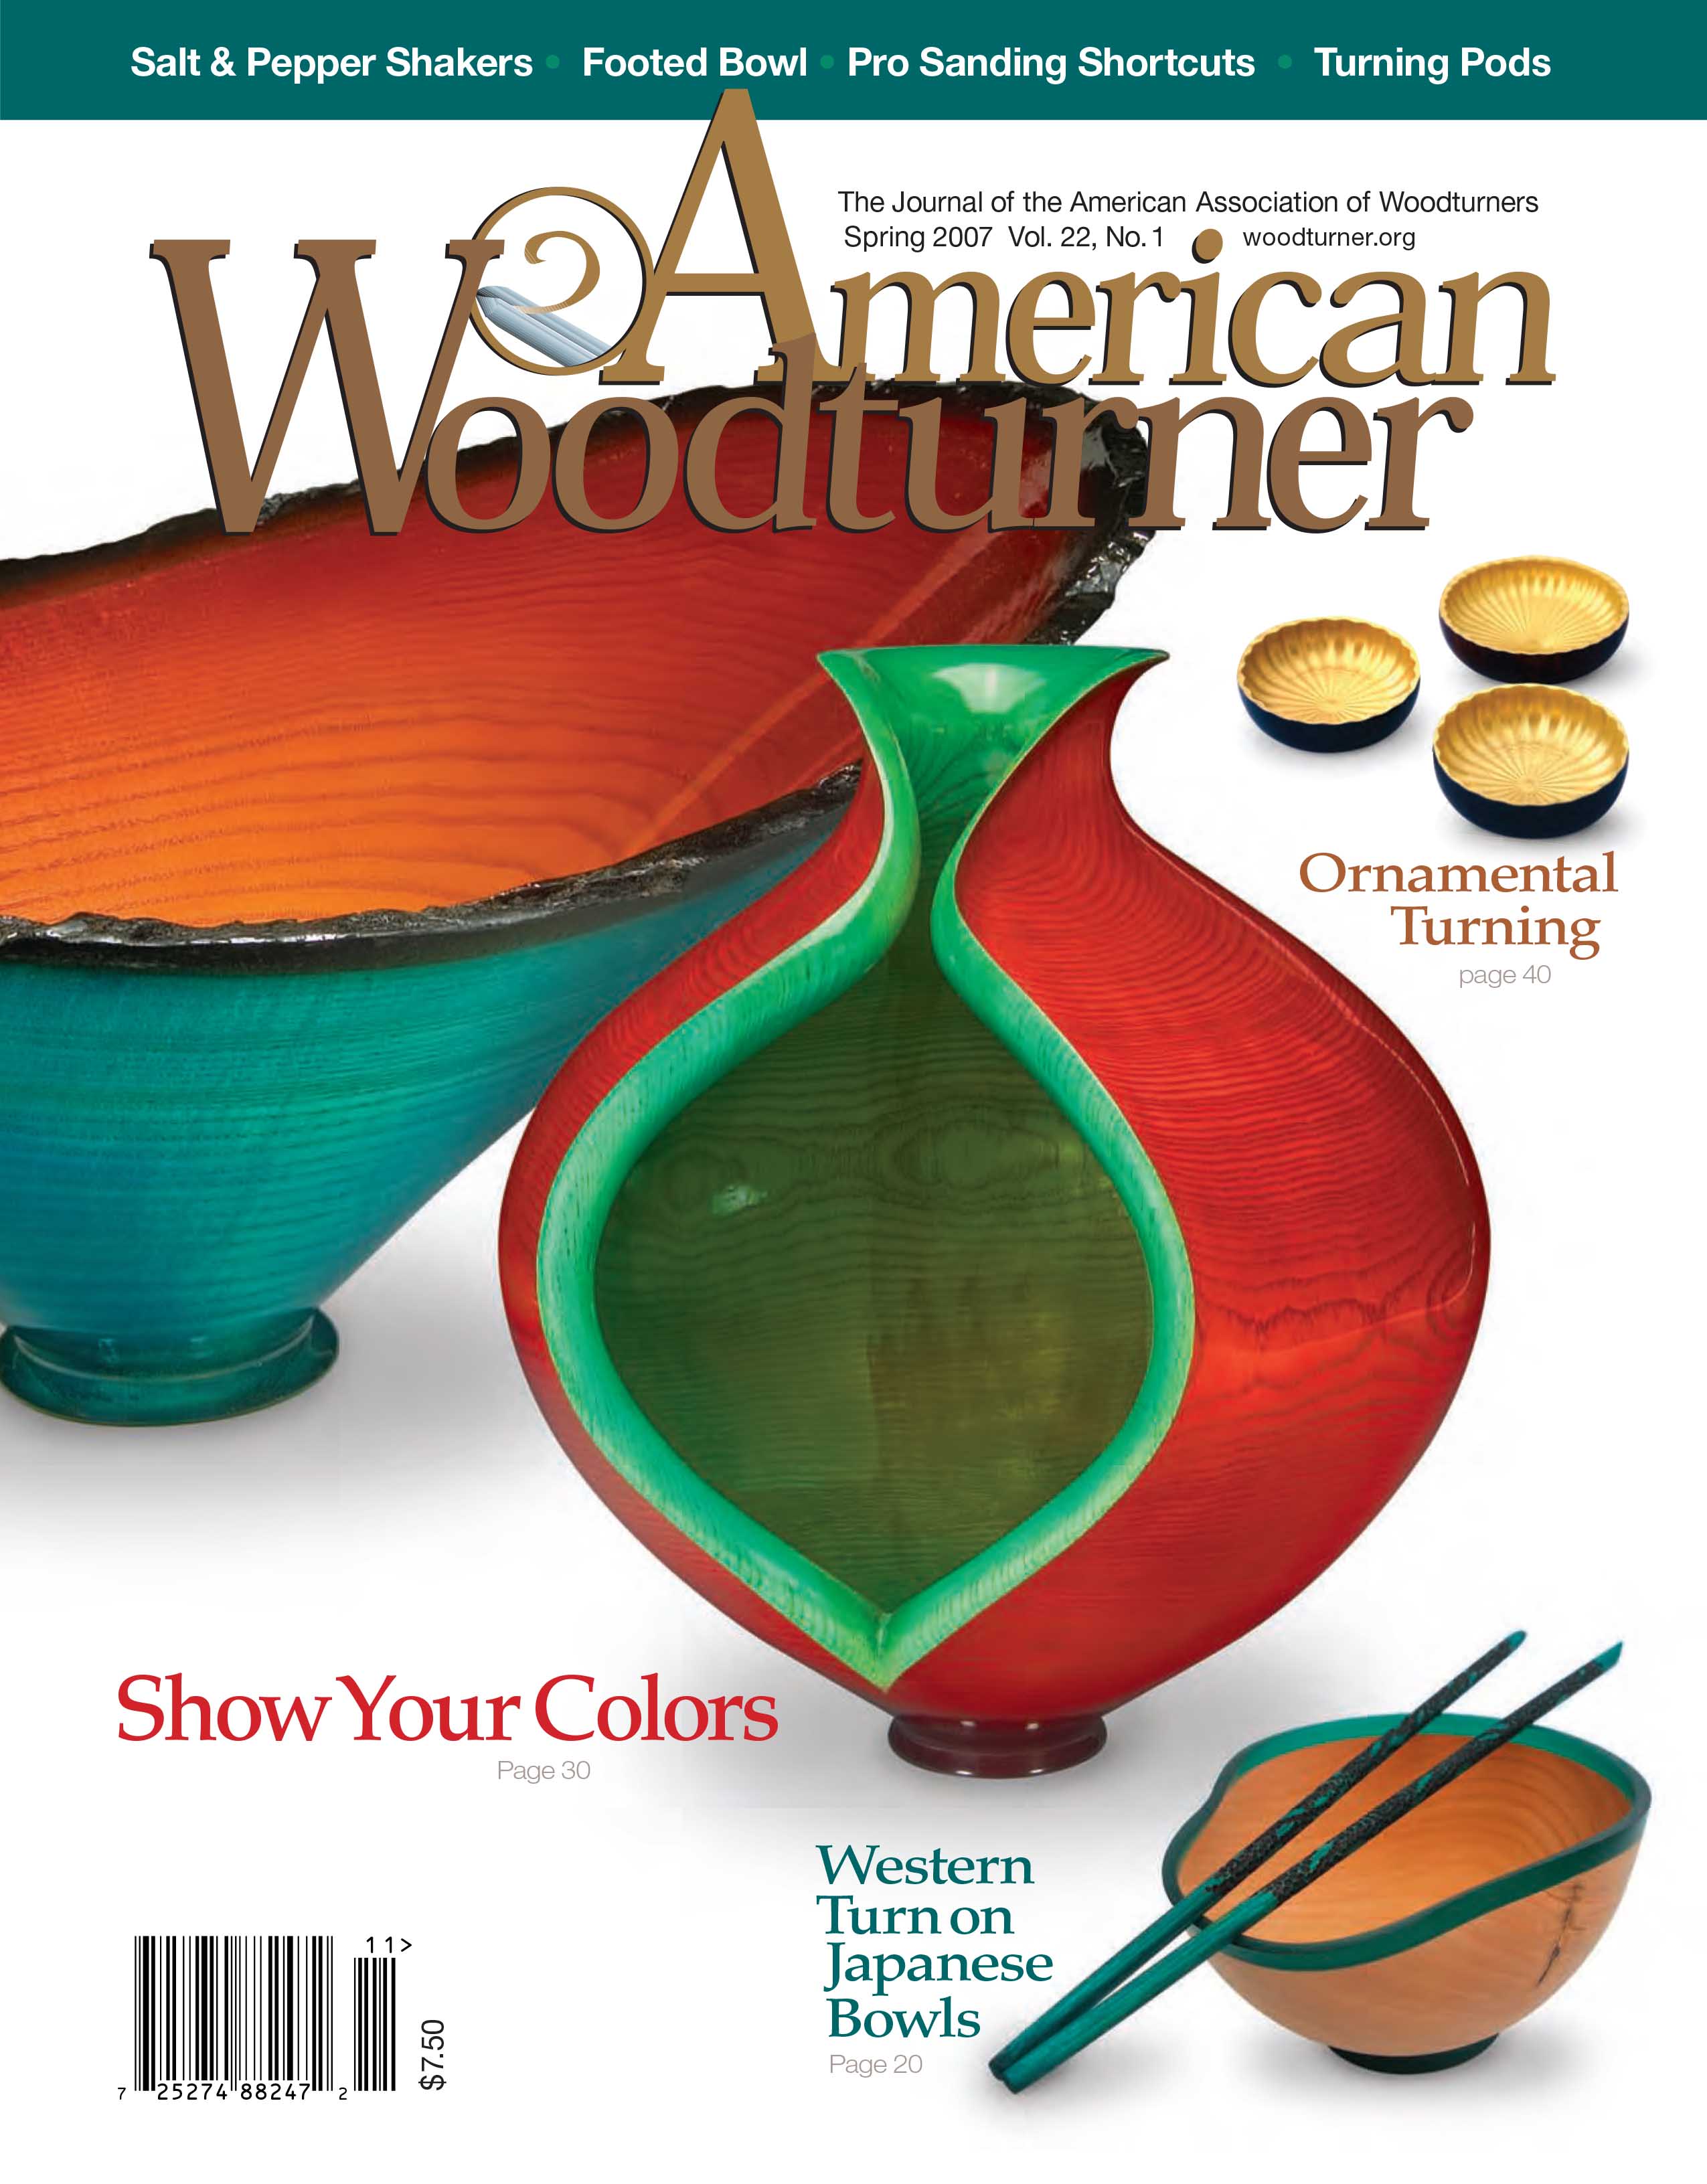 Salt & Pepper Shakers • Footed Bowl • Pro Sanding Shortcuts • Turning Pods
The Journal of the American Association of Woodturners
Spring 2007 Vol. 22, No. 1 woodturner.org
American
Woodturner
Ornamental
Turning
page 40
Show Your Colors
Page 30
Western
Turn on
Japanese
Bowls
Page 20
11>
$7.50
7 25274 88247 2